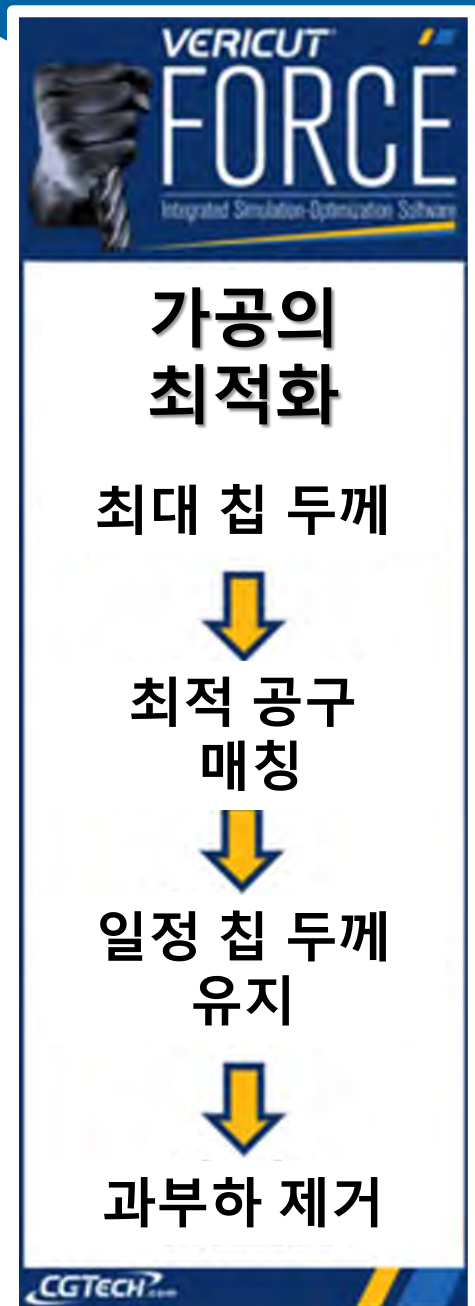 VERICUT
FORCE
Integrated Simulation-Optimization Software
가공의
최적화
최대 칩 두께
최적 공구
매칭
일정 칩 두께
유지
과부하 제거
CGTECH.com